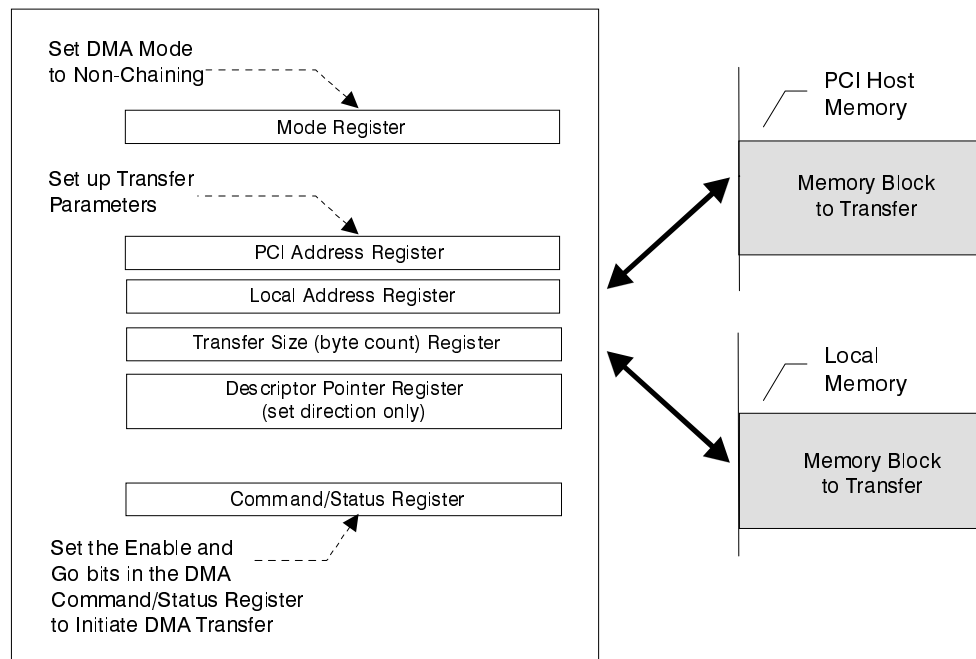 Set DMA Mode
to Non-Chaining
Mode Register
Set up Transfer
Parameters
PCI Address Register
Local Address Register
Transfer Size (byte count) Register
Descriptor Pointer Register
(set direction only)
Command/Status Register
Set the Enable and
Go bits in the DMA
Command/Status Register
to Initiate DMA Transfer
PCI Host
Memory
Memory Block
to Transfer
Local
Memory
Memory Block
to Transfer